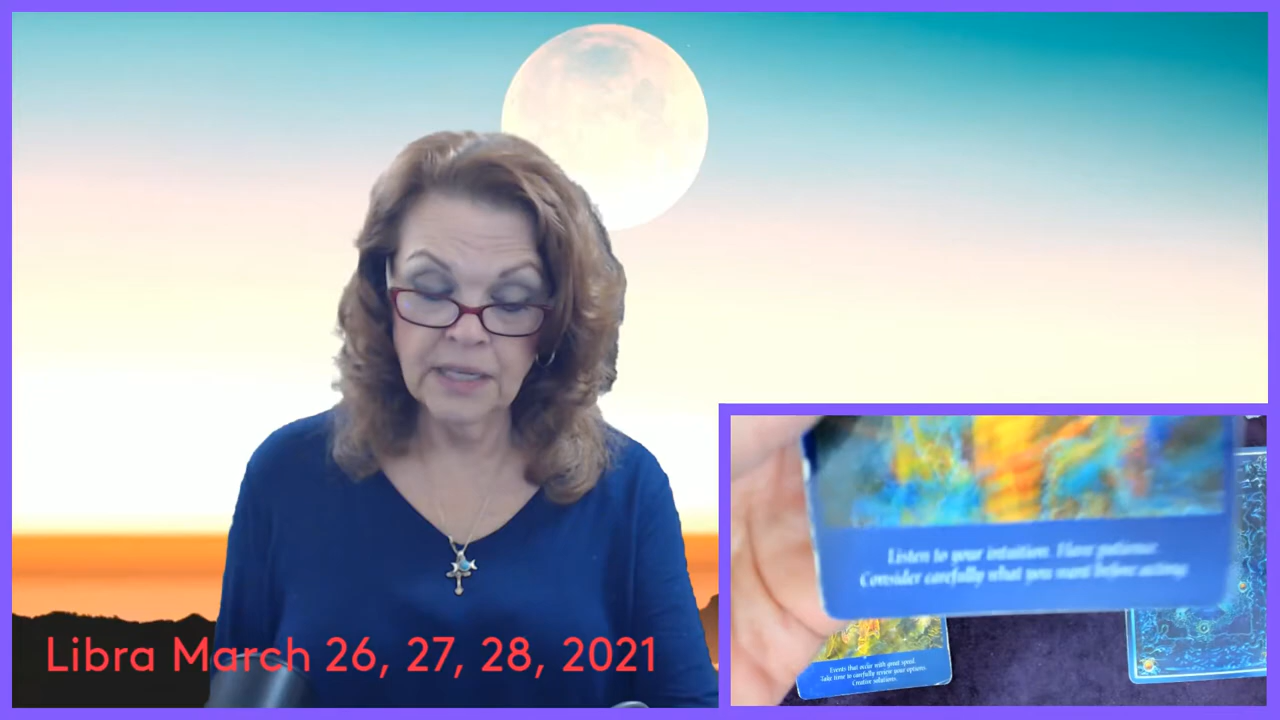 Listen to your intuition. Have patience.
Consider carefully what you want before acting.
Events that occur with great speed.
Take time to carefully review your options.
Creative solutions.
Libra March 26, 27, 28, 2021